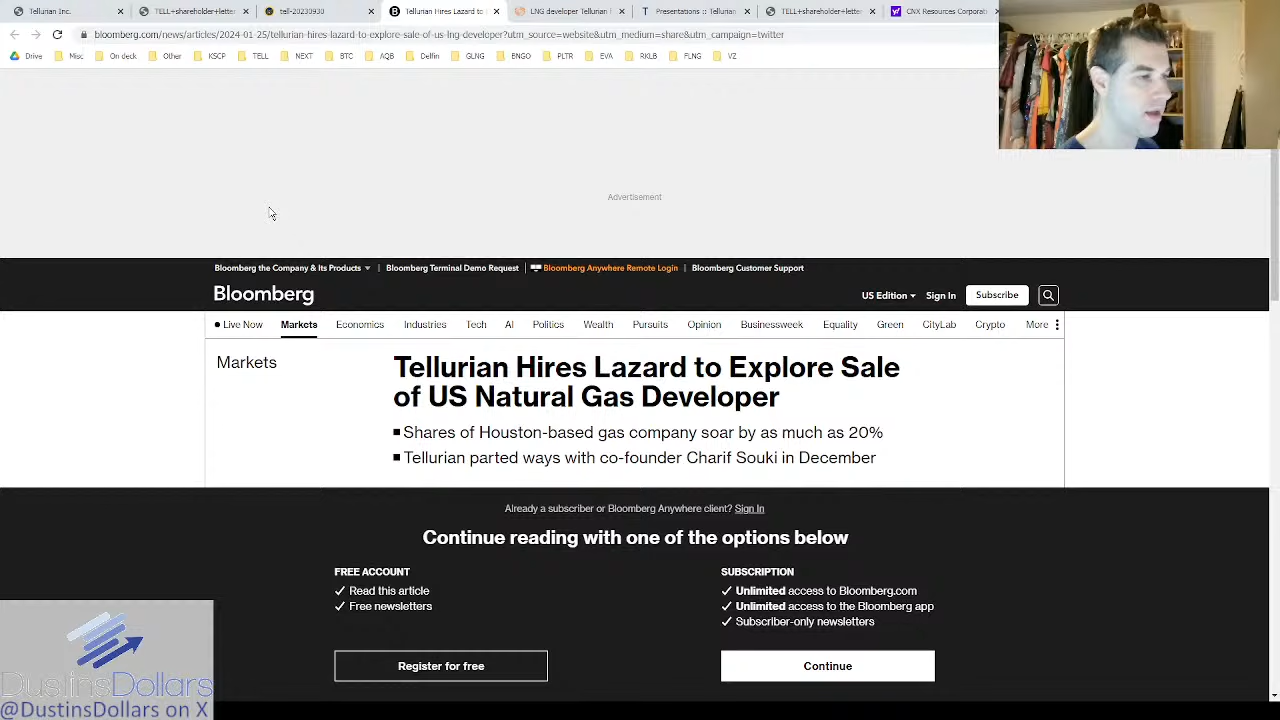 Tellurian Inc.
TELL+shareholder+letter
tell-20230930
Tellurian Hires Lazard to
LNG developer Tellurian
Presentations :: Tellurian
TELL+shareholder+letter
CNX Resources Corporati
bloomberg.com/news/articles/2024-01-25/tellurian-hires-lazard-to-explore-sale-of-us-lng-developer?utm_source=website&utm_medium=share&utm_campaign=twitter
Drive
Misc
On deck
Other
KSCP
TELL
NEXT
BTC
AQB
Delfin
GLNG
BNGO
PLTR
EVA
RKLB
FLNG
VZ
Advertisement
Bloomberg the Company & Its Products | Bloomberg Terminal Demo Request | Bloomberg Anywhere Remote Login | Bloomberg Customer Support
Bloomberg
US Edition
Sign In
Subscribe
Live Now
Markets
Economics
Industries
Tech
AI
Politics
Wealth
Pursuits
Opinion
Businessweek
Equality
Green
CityLab
Crypto
More
Markets
Tellurian Hires Lazard to Explore Sale
of US Natural Gas Developer
Shares of Houston-based gas company soar by as much as 20%
Tellurian parted ways with co-founder Charif Souki in December
Already a subscriber or Bloomberg Anywhere client? Sign In
Continue reading with one of the options below
FREE ACCOUNT
✓ Read this article
✓ Free newsletters
Register for free
SUBSCRIPTION
✓ Unlimited access to Bloomberg.com
✓ Unlimited access to the Bloomberg app
✓ Subscriber-only newsletters
Continue
DustinsDollars
@DustinsDollars on X